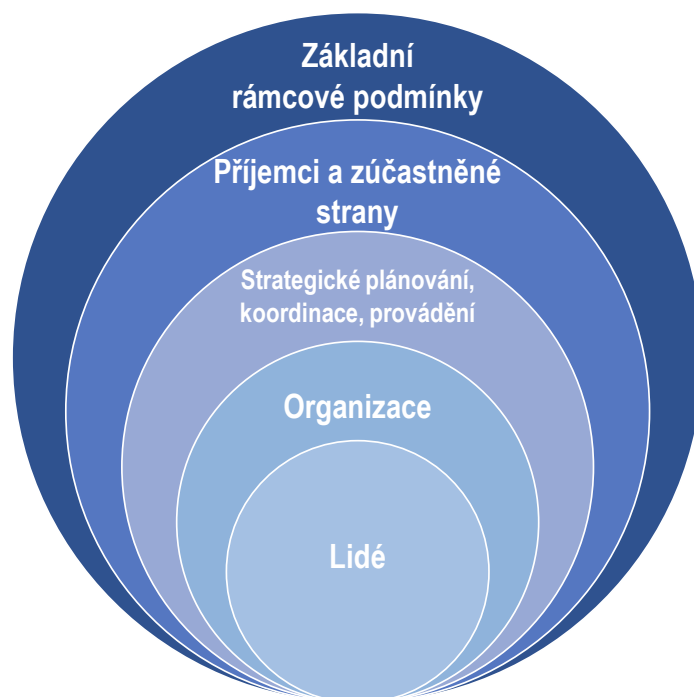 Základní
rámcové podmínky
Příjemci a zúčastněné
strany
Strategické plánování,
koordinace, provádění
Organizace
Lidé